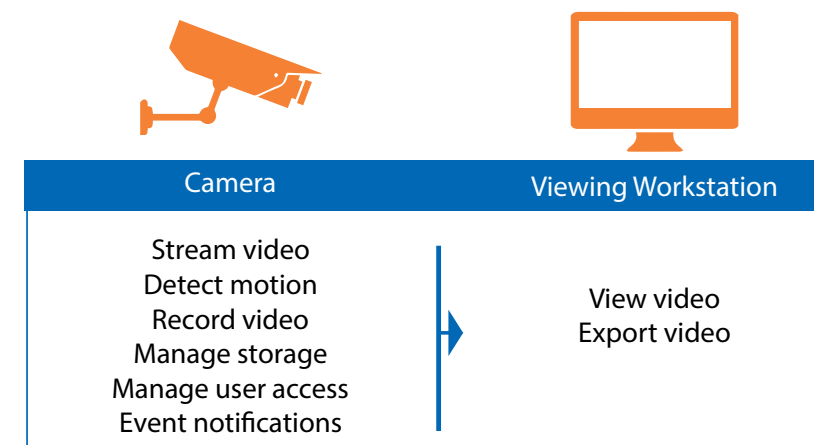 Camera
Viewing Workstation
Stream video
Detect motion
Record video
Manage storage
Manage user access
Event notifications
View video
Export video